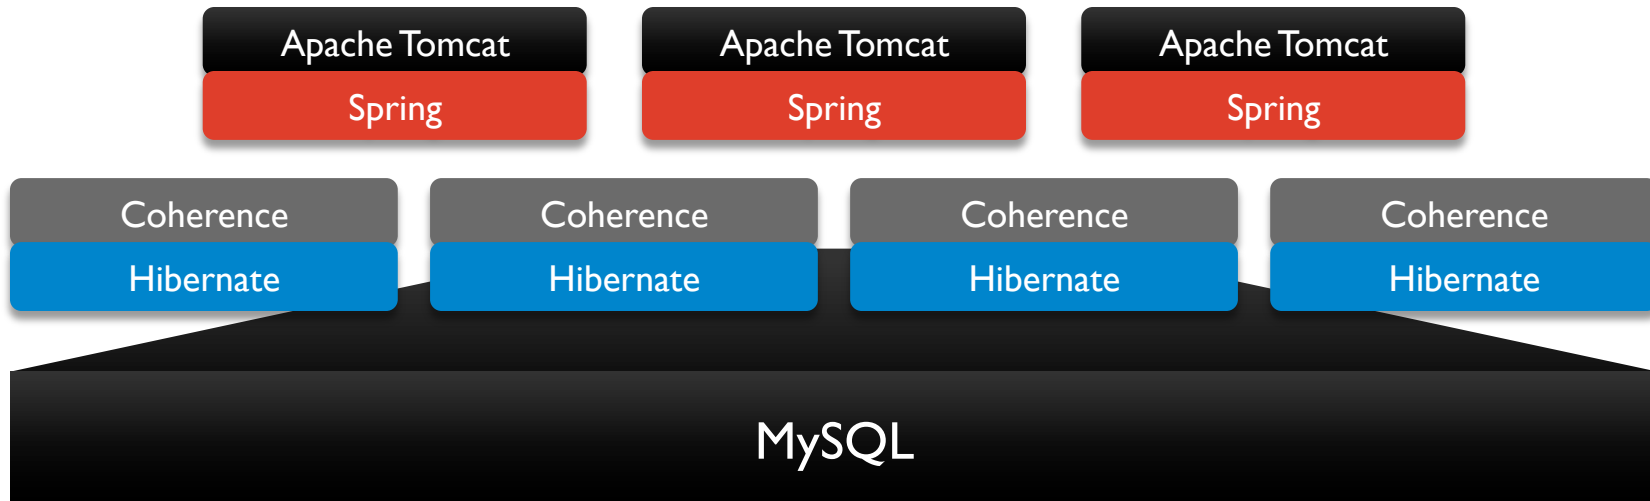 Apache Tomcat Apache Tomcat Apache Tomcat
Spring Spring Spring
Coherence Coherence Coherence Coherence
Hibernate Hibernate Hibernate Hibernate
MySQL